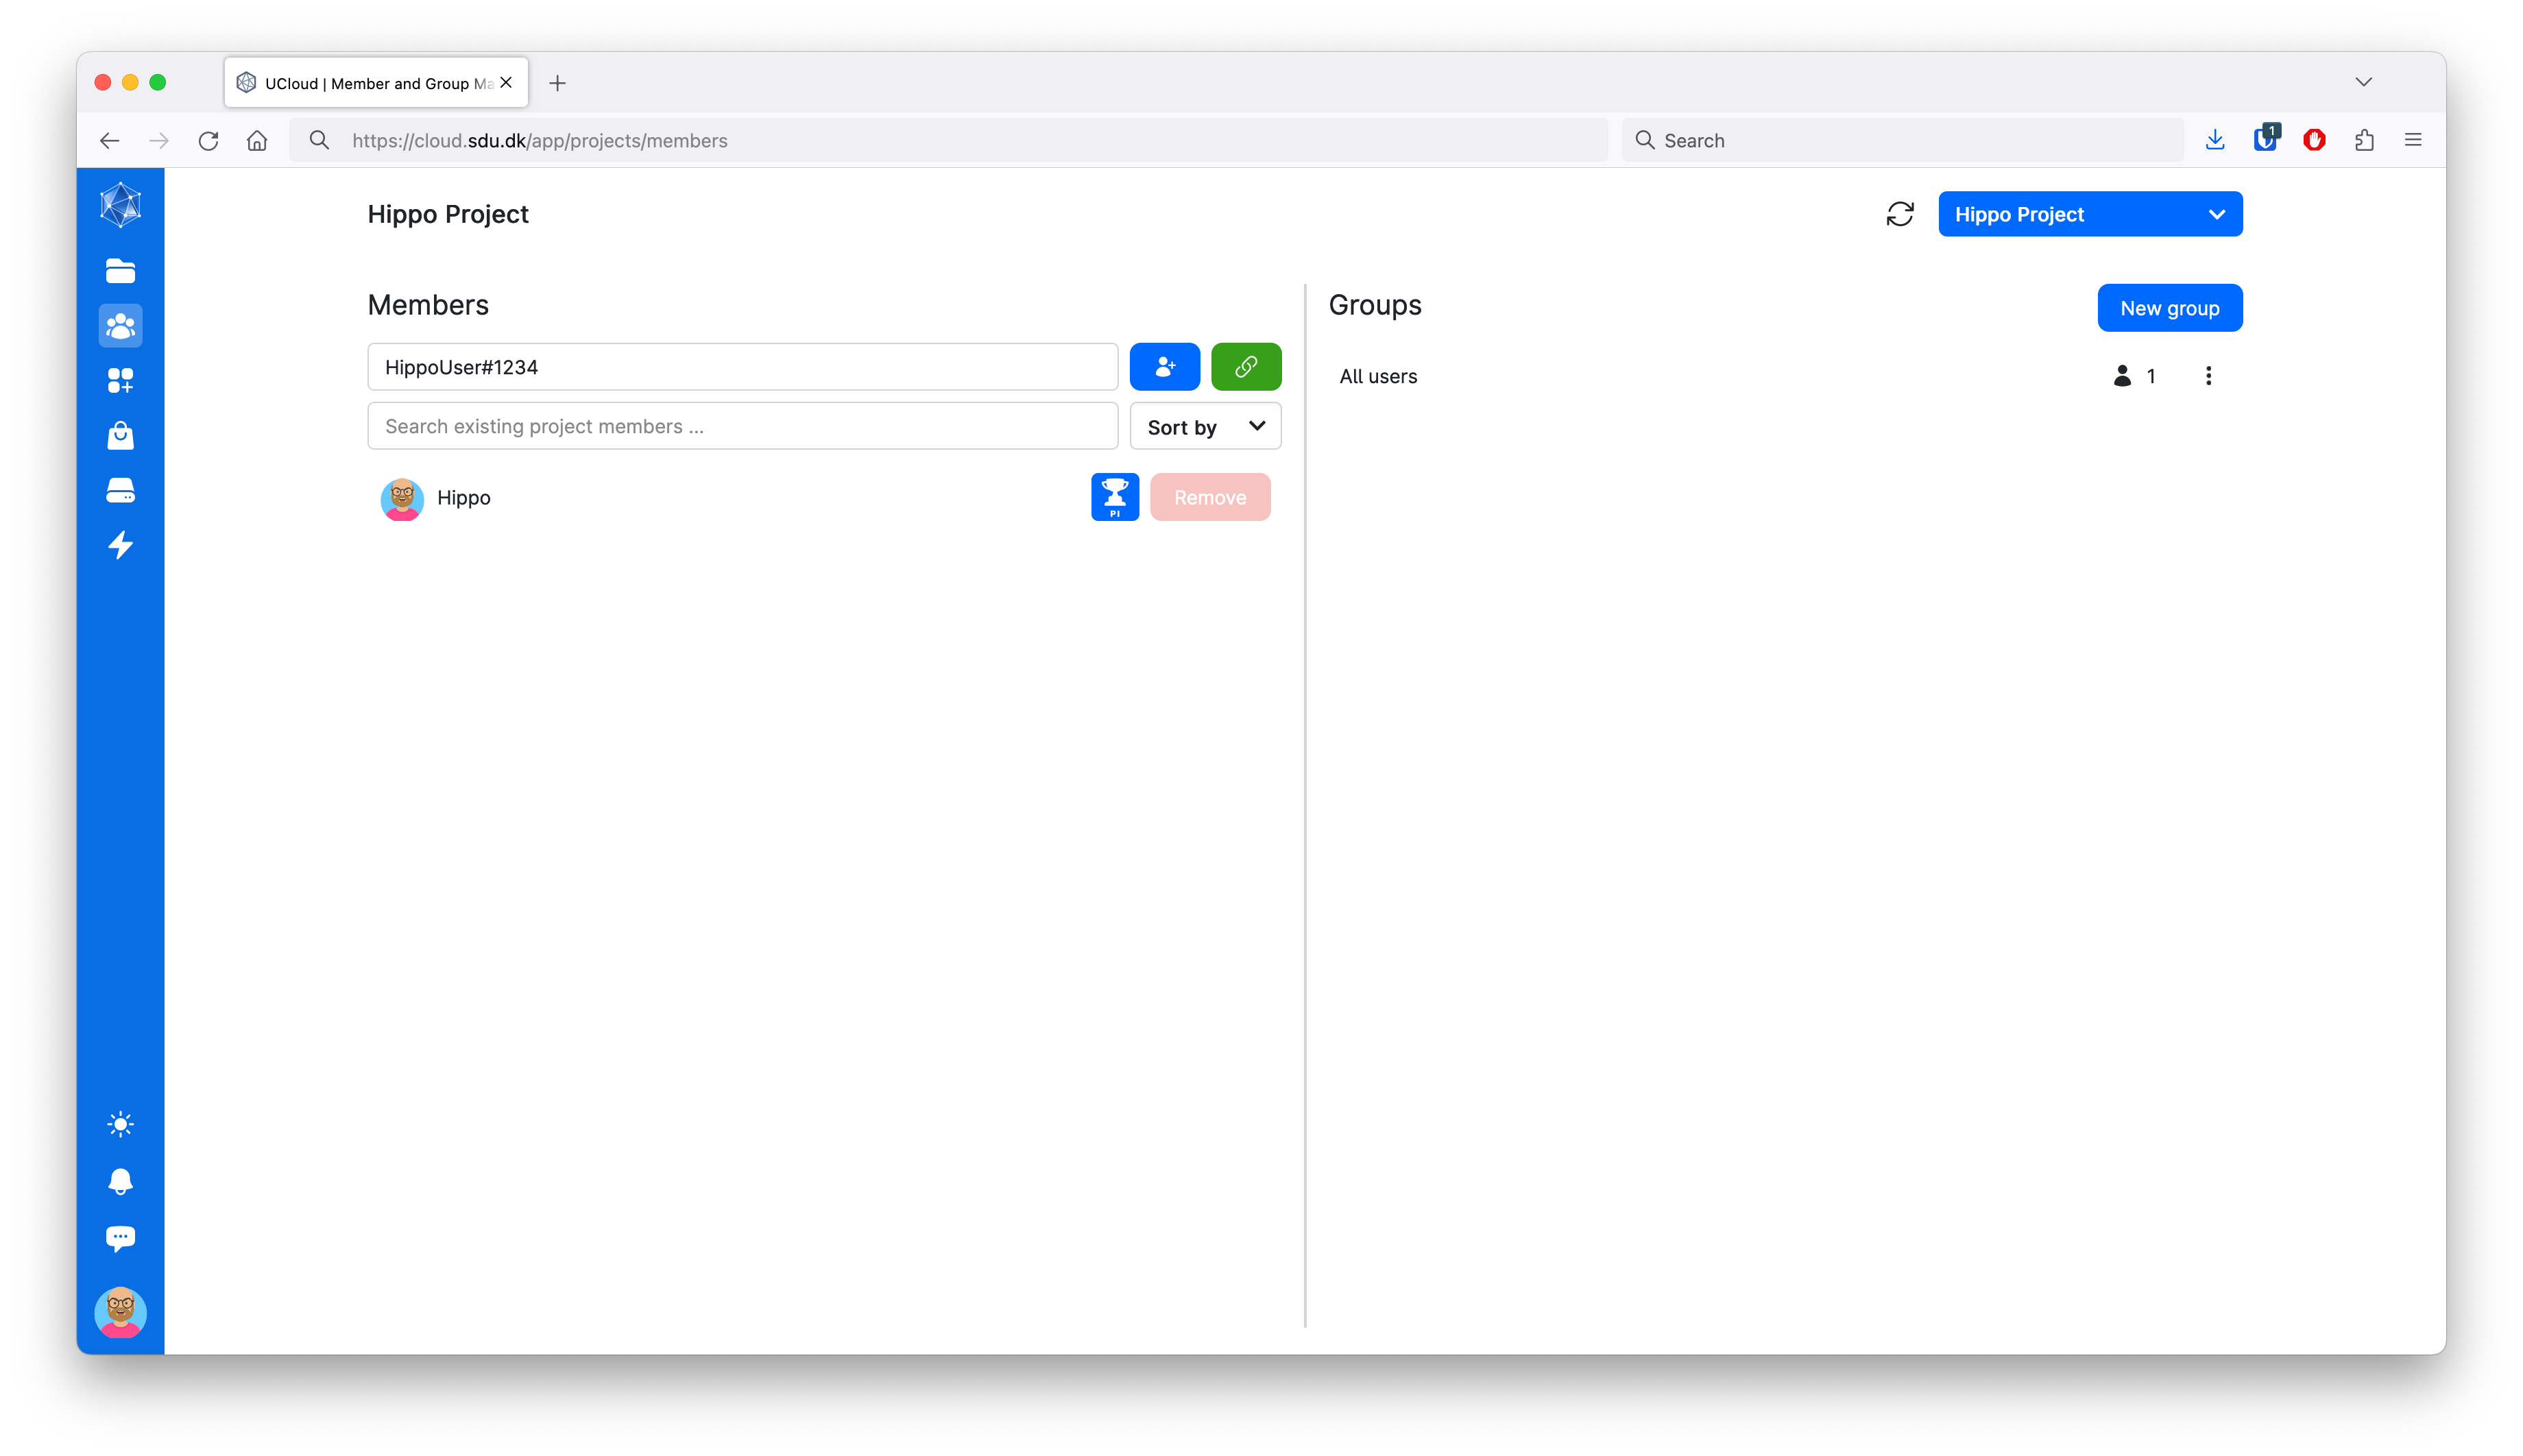 UCloud | Member and Group Ma
https://cloud.sdu.dk/app/projects/members
Search
1
Hippo Project
Hippo Project
Members
HippoUser#1234
Search existing project members ...
Sort by
Hippo
PI
Remove
Groups
New group
All users
1